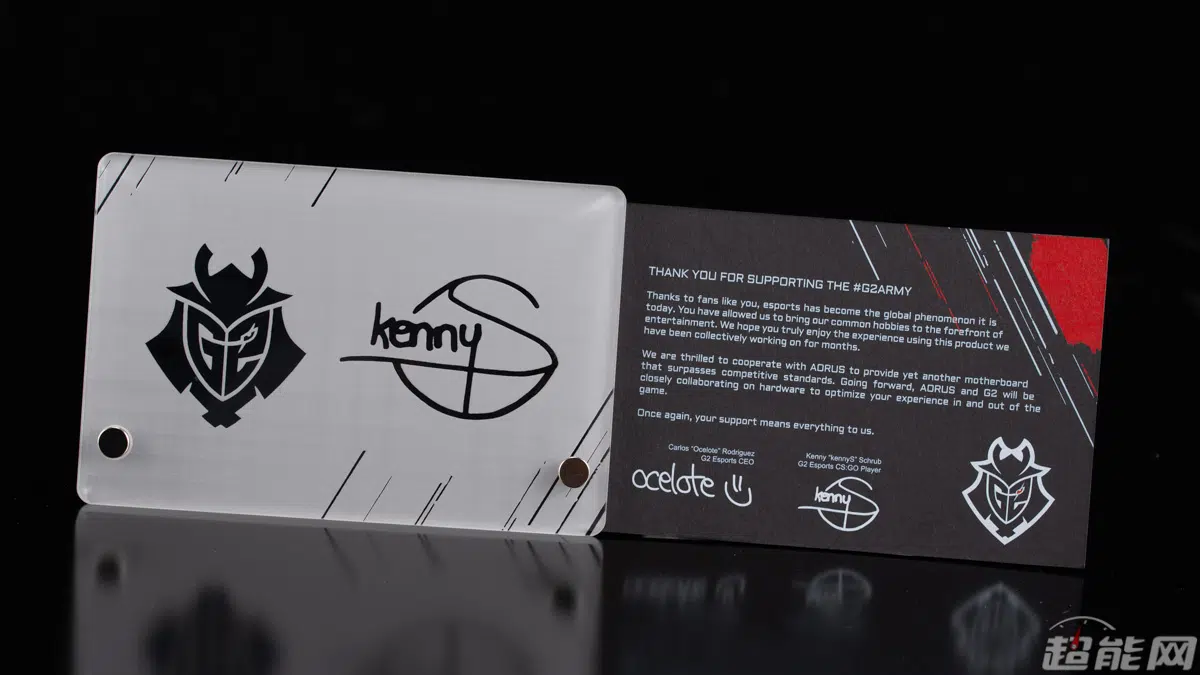 G2
kennyS
THANK YOU FOR SUPPORTING THE #G2ARMY
Thanks to fans like you, esports has become the global phenomenon it is
today. You have allowed us to bring our common hobbies to the forefront of
entertainment. We hope you truly enjoy the experience using this product we
have been collectively working on for months.
We are thrilled to cooperate with AORUS to provide yet another motherboard
that surpasses competitive standards. Going forward, AORUS and G2 will be
closely collaborating on hardware to optimize your experience in and out of the
game.
Once again, your support means everything to us.
Carlos "Ocelote" Rodriguez
G2 Esports CEO
ocelote
Kenny "kennyS" Schrub
G2 Esports CS:GO Player
kennyS
G2
超能网